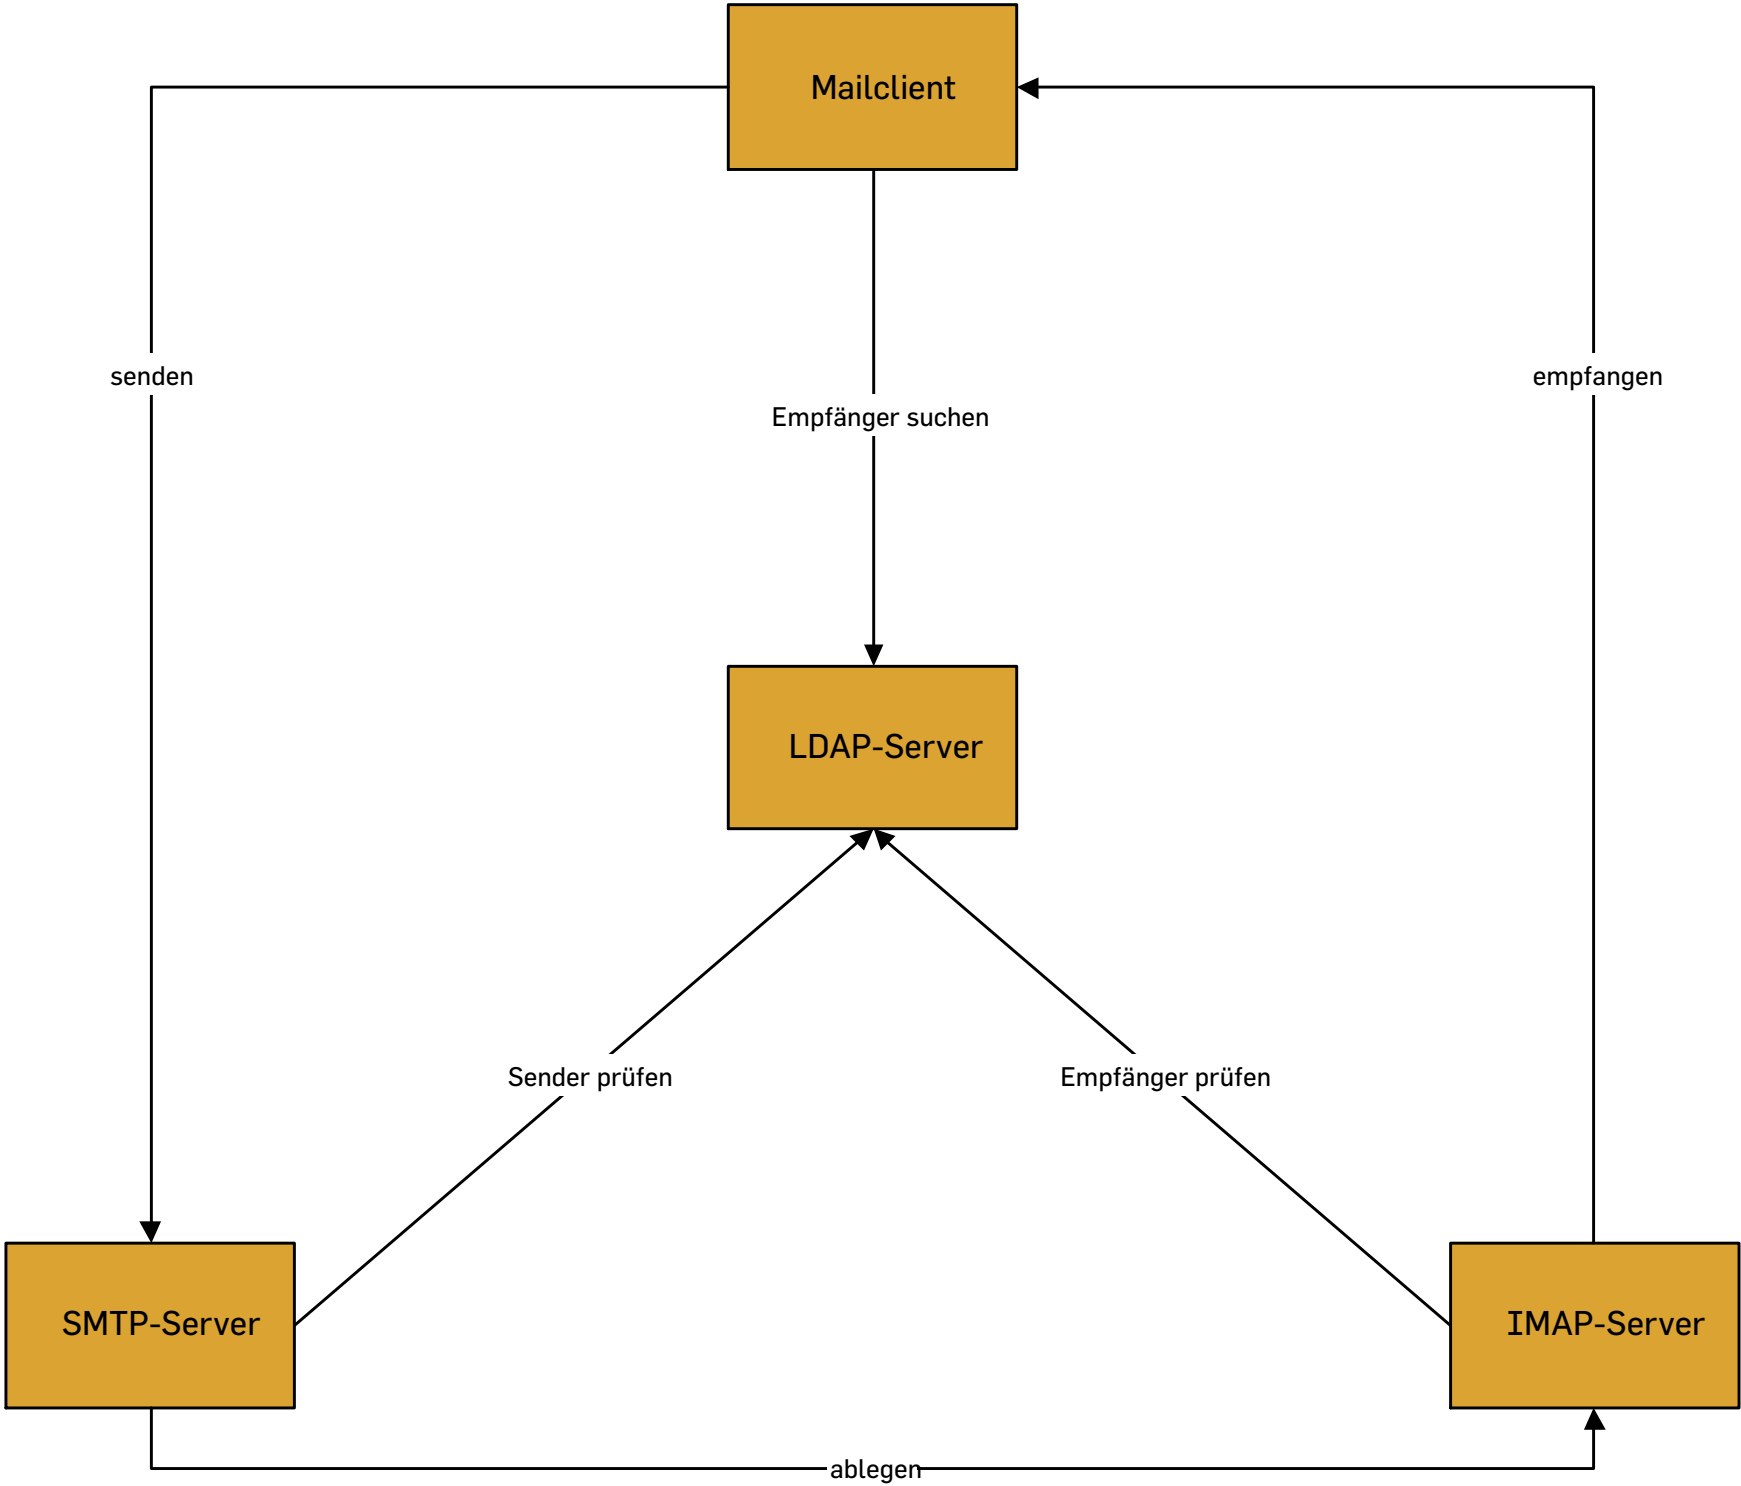 Mailclient
senden
empfangen
Empfänger suchen
LDAP-Server
Sender prüfen
Empfänger prüfen
SMTP-Server
IMAP-Server
ablegen